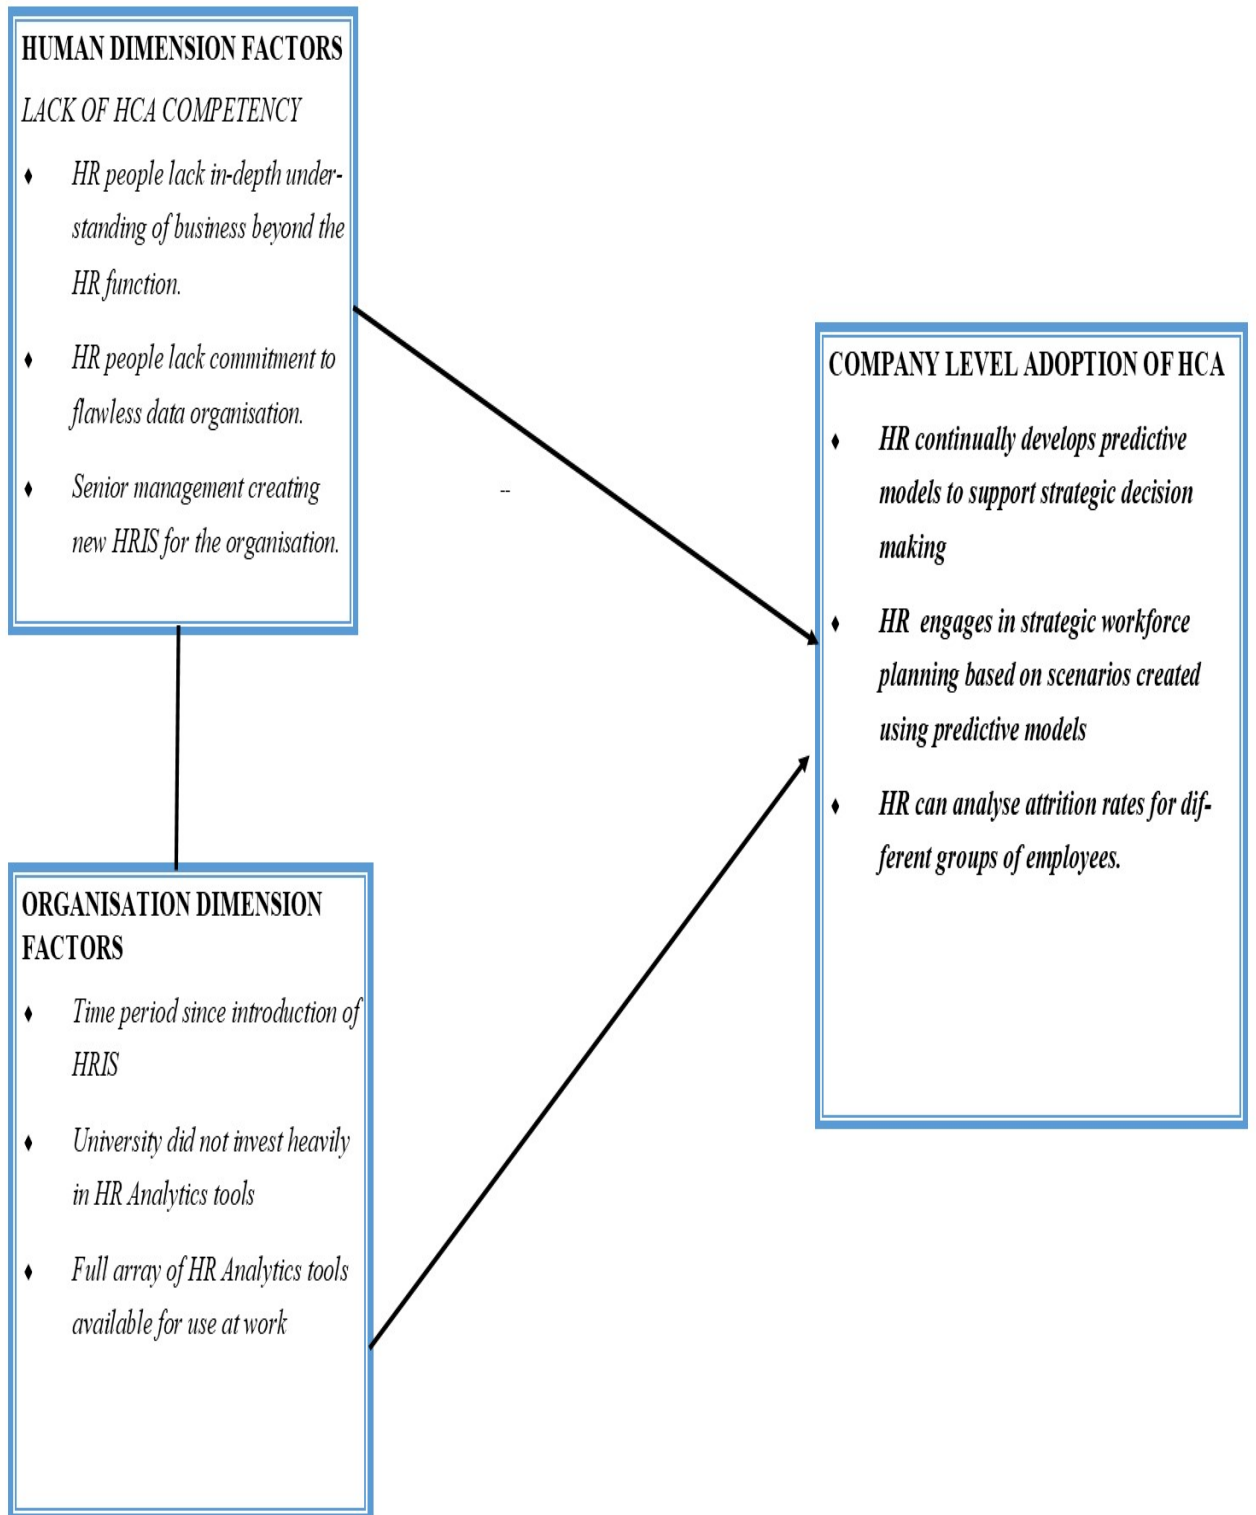 HUMAN DIMENSION FACTORS
LACK OF HCA COMPETENCY
♦ HR people lack in-depth under-
standing of business beyond the
HR function.
♦ HR people lack commitment to
flawless data organisation.
♦ Senior management creating
new HRIS for the organisation.
--
COMPANY LEVEL ADOPTION OF HCA
♦ HR continually develops predictive
models to support strategic decision
making
♦ HR engages in strategic workforce
planning based on scenarios created
using predictive models
♦ HR can analyse attrition rates for dif-
ferent groups of employees.
ORGANISATION DIMENSION
FACTORS
♦ Time period since introduction of
HRIS
♦ University did not invest heavily
in HR Analytics tools
♦ Full array of HR Analytics tools
available for use at work